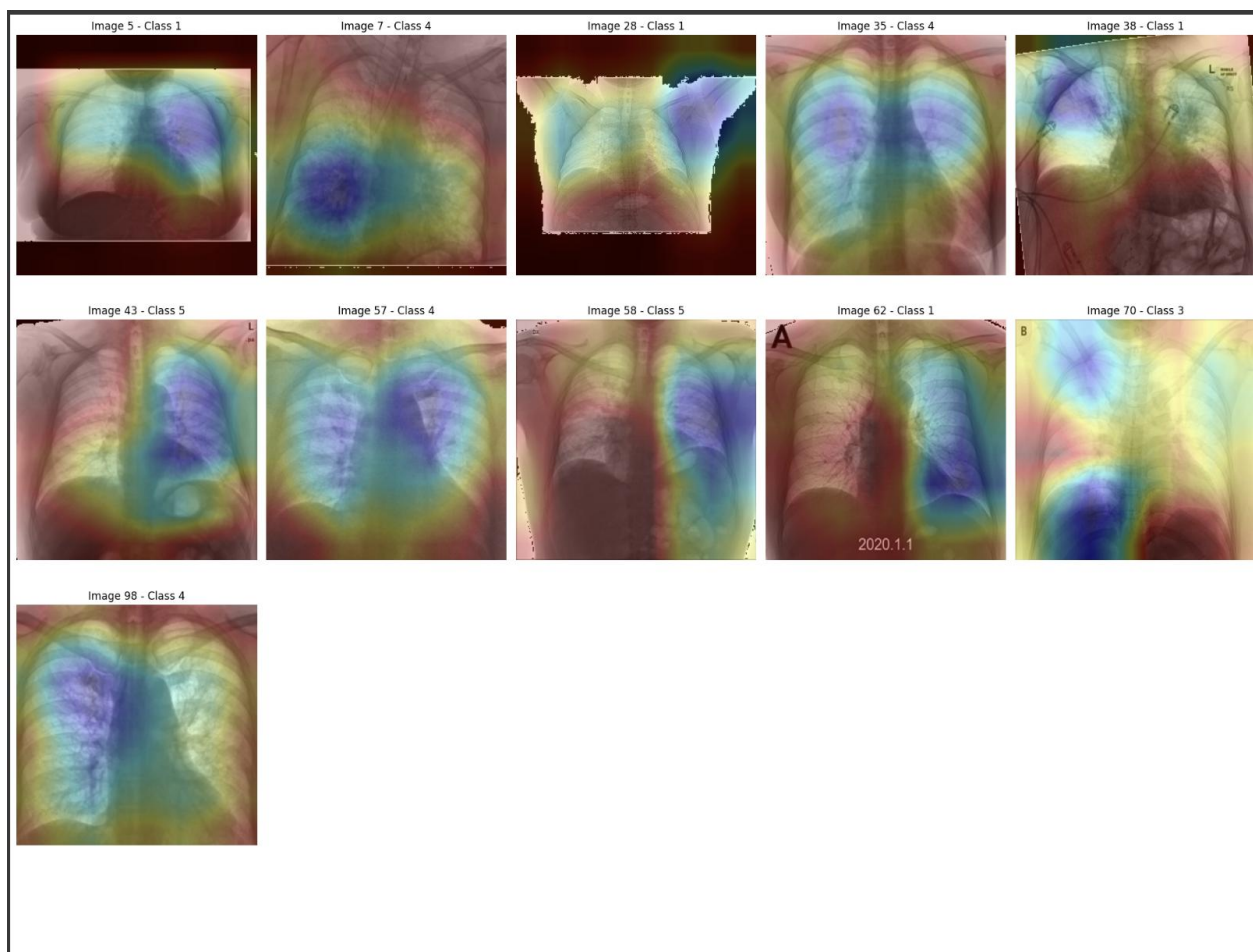 Image 5 - Class 1
Image 7 - Class 4
Image 28 - Class 1
Image 35 - Class 4
Image 38 - Class 1
L
Image 43 - Class 5
Image 57 - Class 4
Image 58 - Class 5
Image 62 - Class 1
Image 70 - Class 3
L
A
2020.1.1
B
Image 98 - Class 4